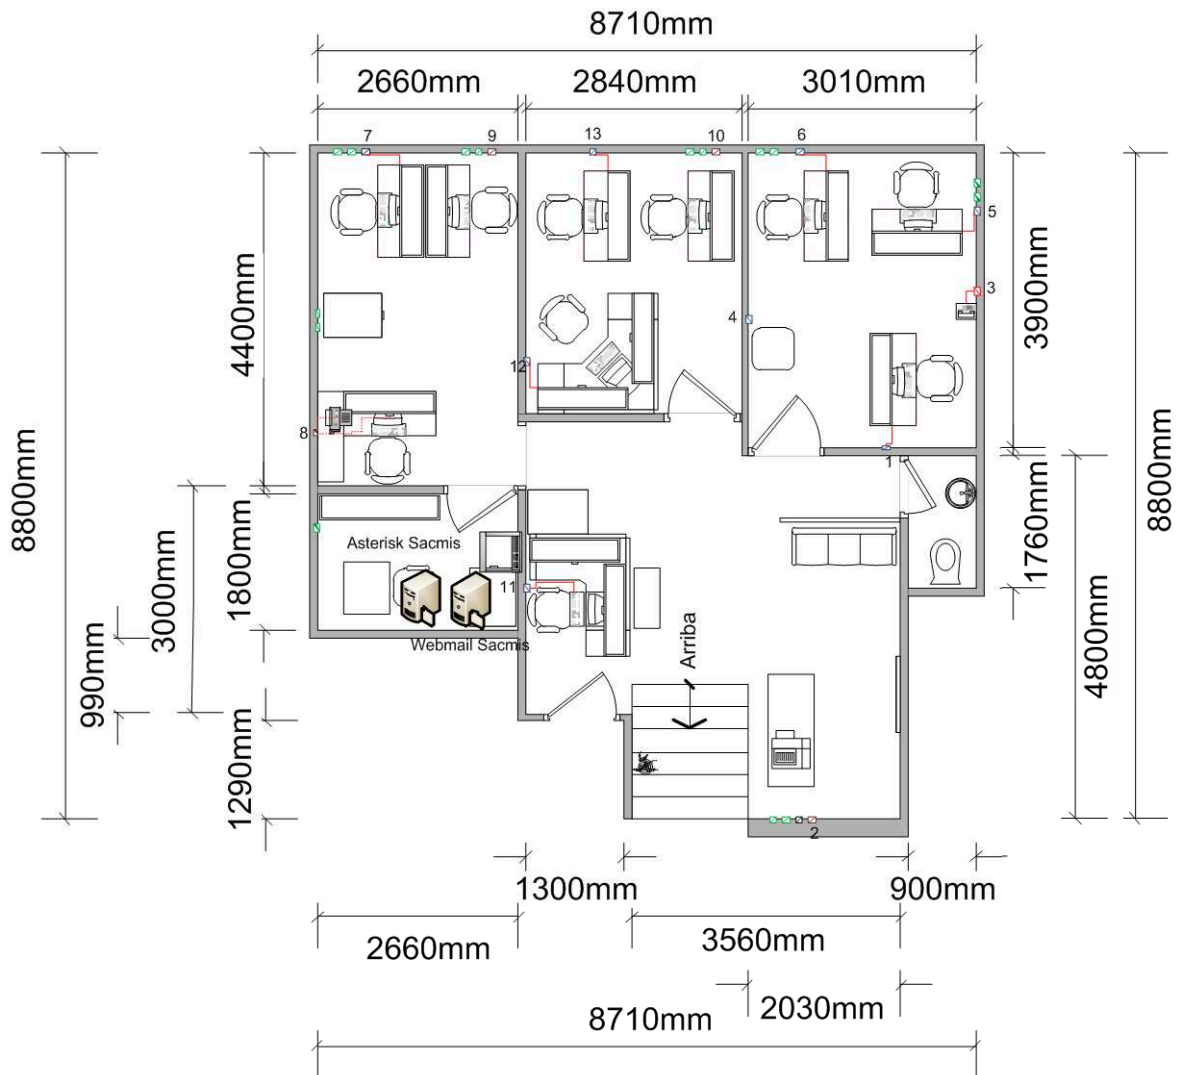 8710mm
2660mm
2840mm
3010mm
7
9
13
10
6
5
3
4
12
8
1
11
2
4400mm
3900mm
8800mm
8800mm
3000mm
1800mm
1760mm
4800mm
990mm
1290mm
Asterisk Sacmis
Webmail Sacmis
Arriba
1300mm
900mm
2660mm
3560mm
2030mm
8710mm